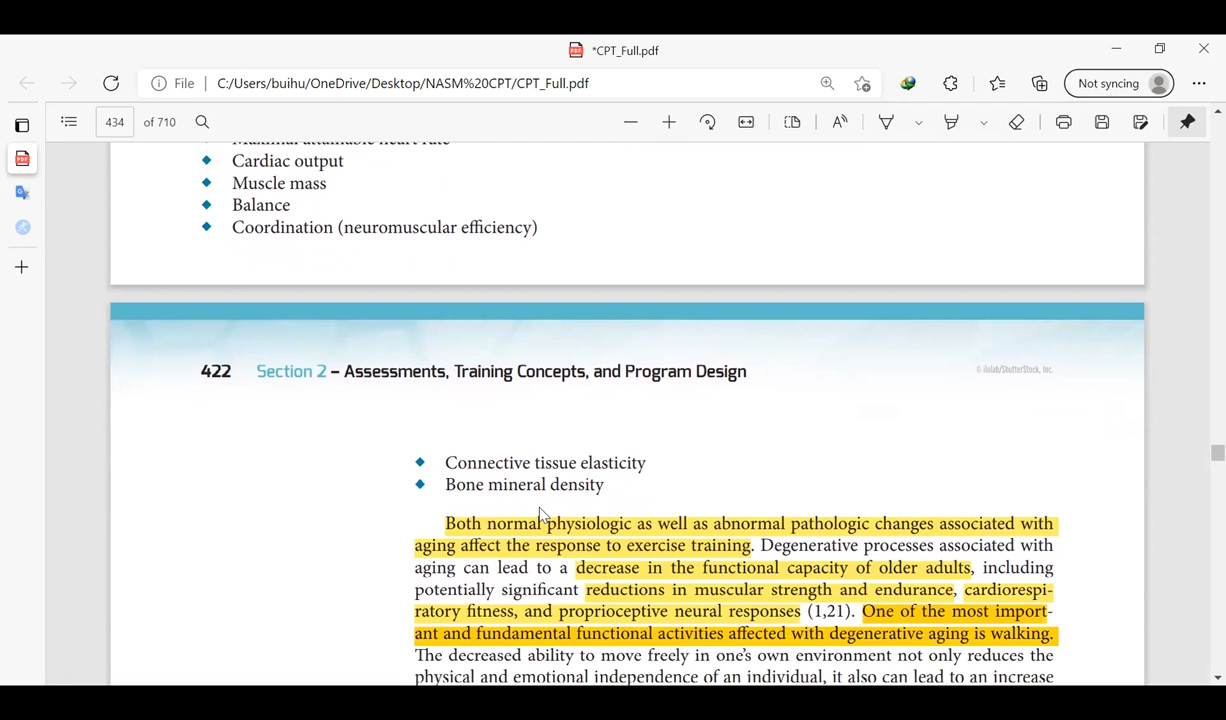 *CPT_Full.pdf
File
C:/Users/buihu/OneDrive/Desktop/NASM%20CPT/CPT_Full.pdf
Not syncing
434 of 710
Maximal attainable heart rate
Cardiac output
Muscle mass
Balance
Coordination (neuromuscular efficiency)
422 Section 2 – Assessments, Training Concepts, and Program Design
© ilolab/ShutterStock, Inc.
Connective tissue elasticity
Bone mineral density
Both normal physiologic as well as abnormal pathologic changes associated with
aging affect the response to exercise training. Degenerative processes associated with
aging can lead to a decrease in the functional capacity of older adults, including
potentially significant reductions in muscular strength and endurance, cardiorespi-
ratory fitness, and proprioceptive neural responses (1,21). One of the most import-
ant and fundamental functional activities affected with degenerative aging is walking.
The decreased ability to move freely in one's own environment not only reduces the
physical and emotional independence of an individual, it also can lead to an increase